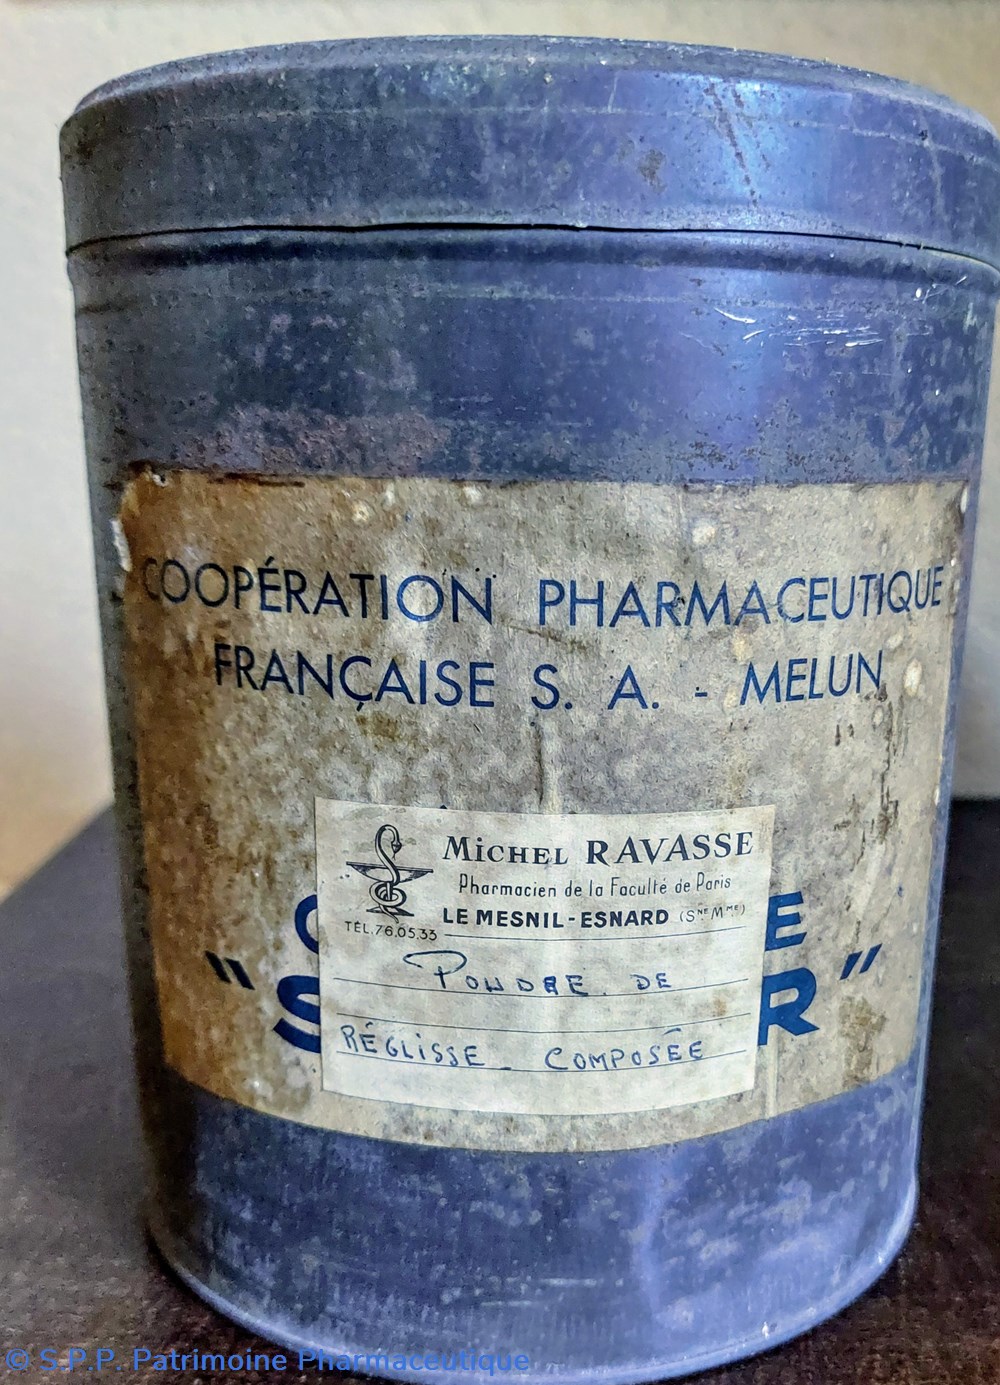 COOPÉRATION PHARMACEUTIQUE
FRANÇAISE S. A. - MELUN
MiCHEL RAVASSE
Pharmacien de la Faculté de Paris
LE MESNIL-ESNARD (SNE MME)
TÉL.76.05.33
POUDRE DE
RÉGLISSE COMPOSÉE
© S.P.P. Patrimoine Pharmaceutique